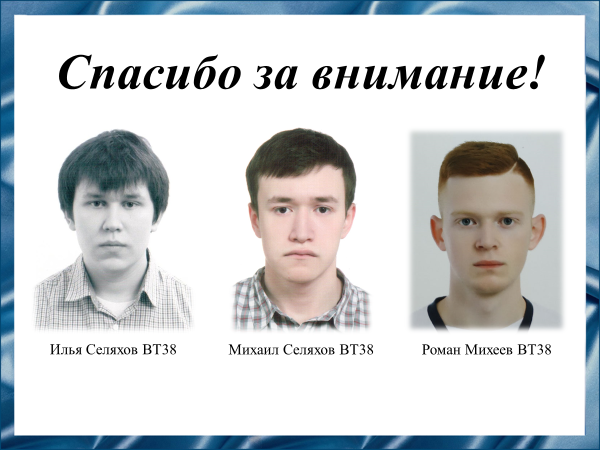 Спасибо за внимание!
Илья Селяхов ВТ38
Михаил Селяхов ВТ38
Роман Михеев ВТ38